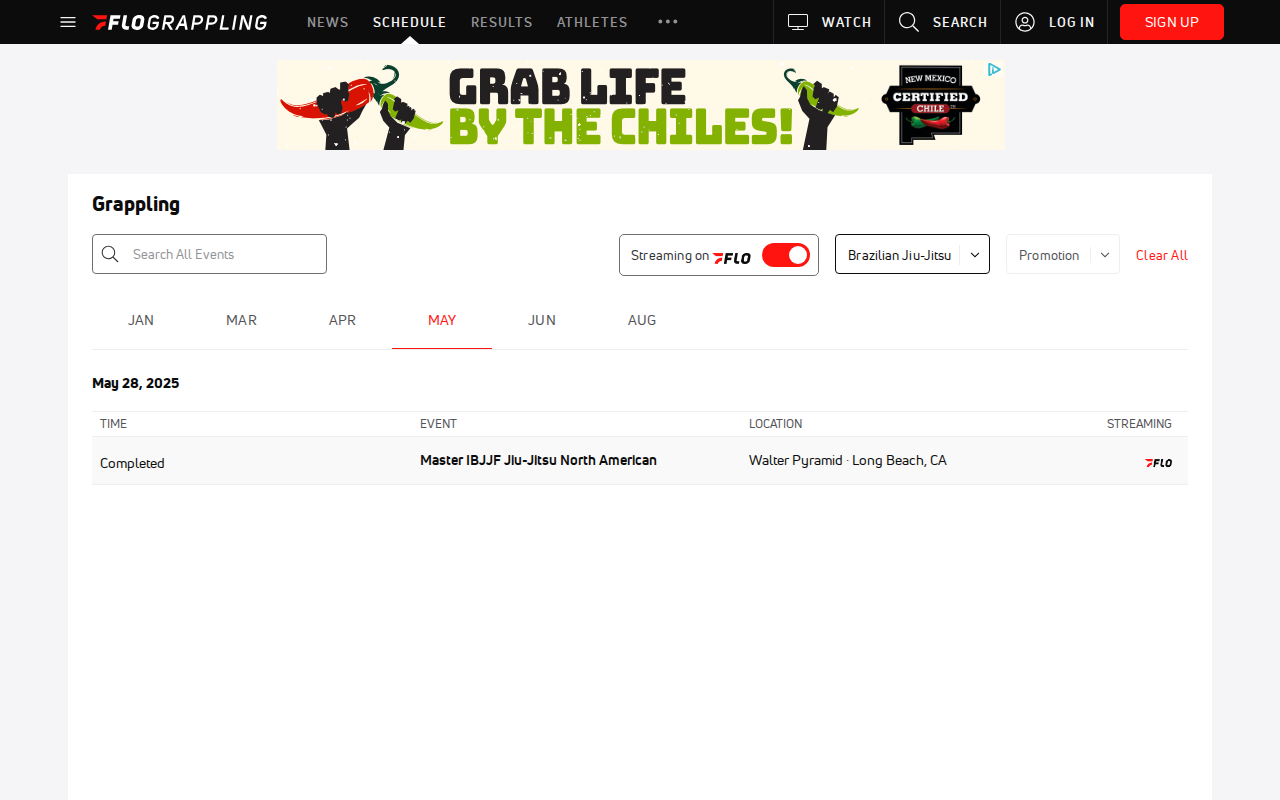 FLOGRAPPLING NEWS SCHEDULE RESULTS ATHLETES WATCH SEARCH LOG IN SIGN UP
GRAB LIFE
BY THE CHILES!
NEW MEXICO
CERTIFIED
CHILE
Grappling
Search All Events
Streaming on FLO
Brazilian Jiu-Jitsu
Promotion
Clear All
JAN MAR APR MAY JUN AUG
May 28, 2025
TIME EVENT LOCATION STREAMING
Completed Master IBJJF Jiu-Jitsu North American Walter Pyramid · Long Beach, CA FLO